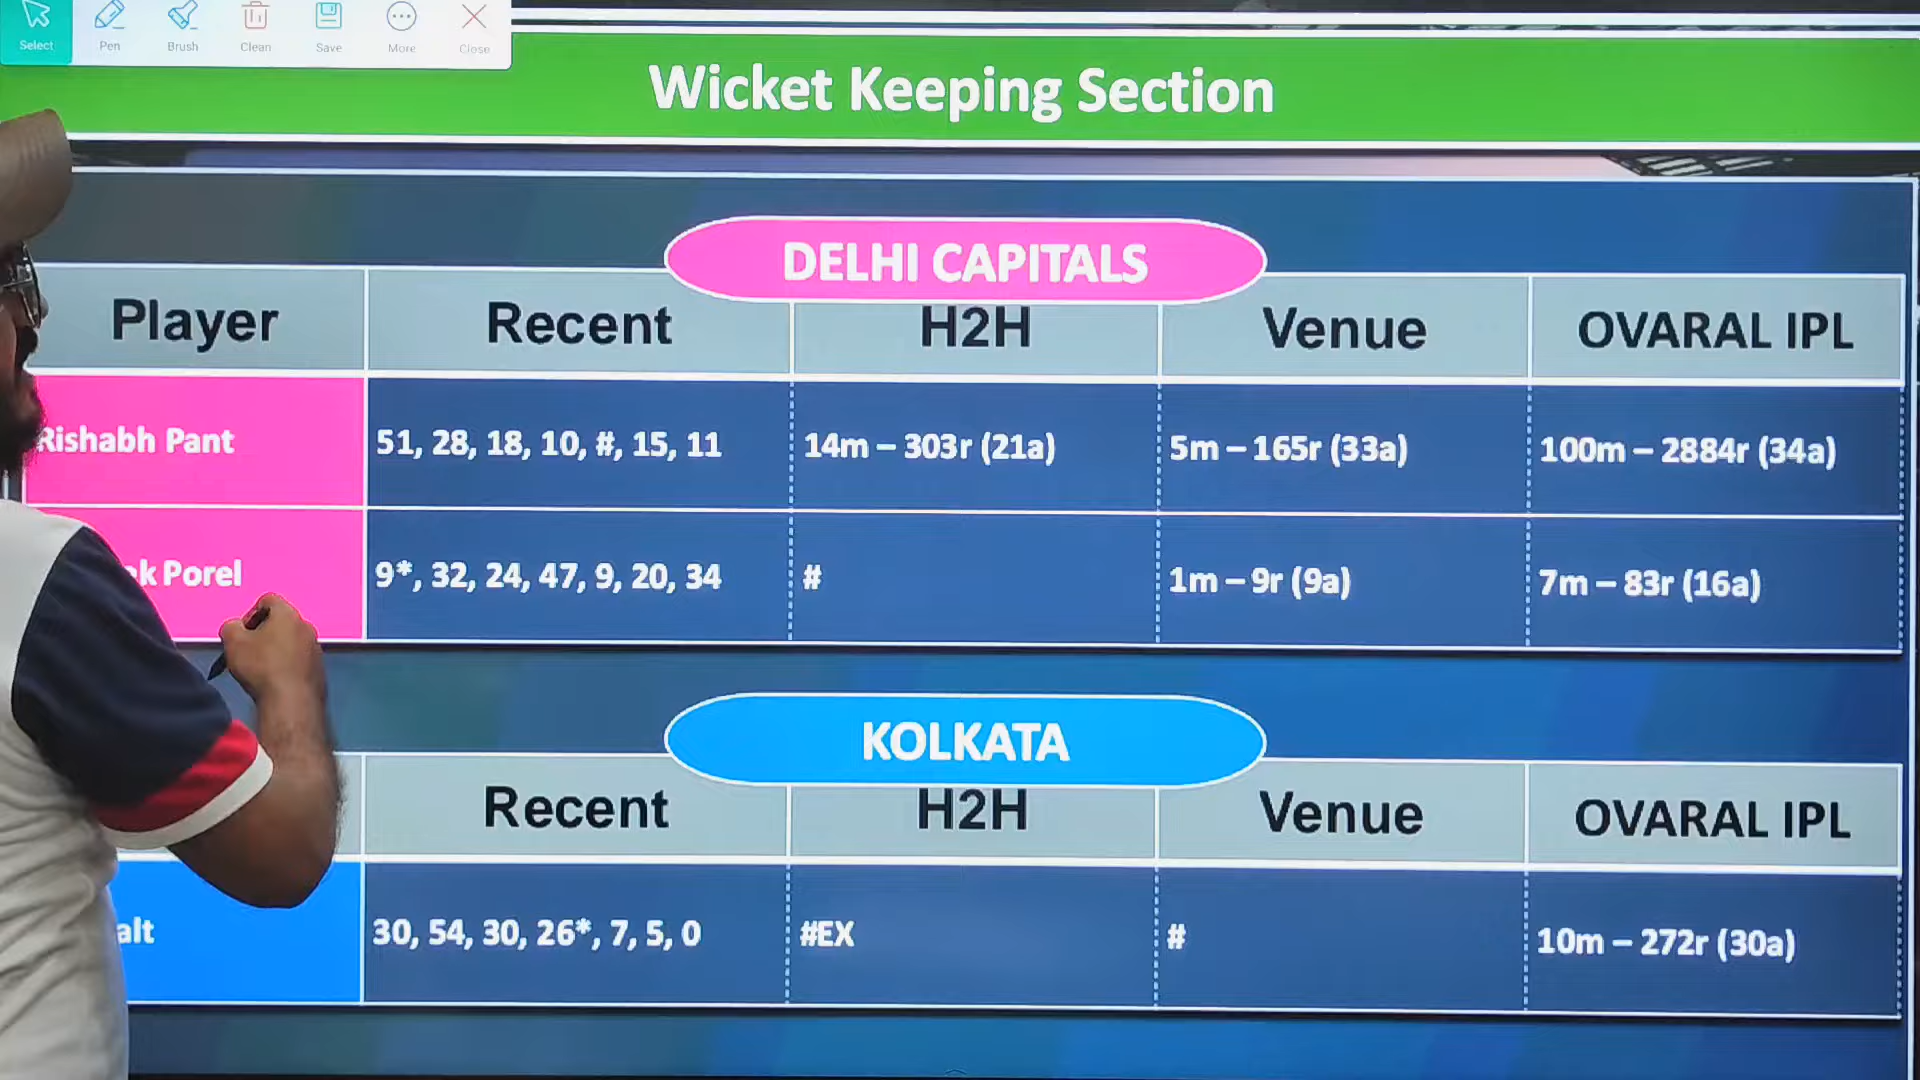 Select Pen Brush Clean Save More Close
Wicket Keeping Section
DELHI CAPITALS
Player Recent H2H Venue OVARAL IPL
Rishabh Pant 51, 28, 18, 10, #, 15, 11 14m – 303r (21a) 5m – 165r (33a) 100m – 2884r (34a)
Porel 9*, 32, 24, 47, 9, 20, 34 # 1m – 9r (9a) 7m – 83r (16a)
KOLKATA
Recent H2H Venue OVARAL IPL
30, 54, 30, 26*, 7, 5, 0 #EX # 10m – 272r (30a)